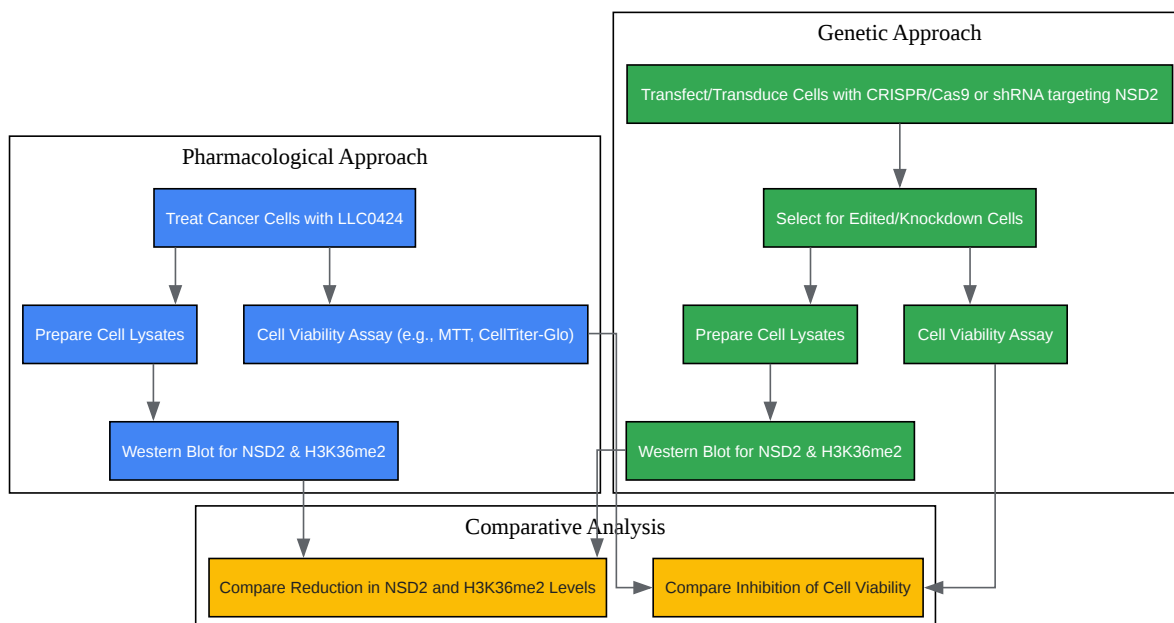 Genetic Approach
Transfect/Transduce Cells with CRISPR/Cas9 or shRNA targeting NSD2
Select for Edited/Knockdown Cells
Prepare Cell Lysates
Cell Viability Assay
Western Blot for NSD2 & H3K36me2
Pharmacological Approach
Treat Cancer Cells with LLC0424
Prepare Cell Lysates
Cell Viability Assay (e.g., MTT, CellTiter-Glo)
Western Blot for NSD2 & H3K36me2
Comparative Analysis
Compare Reduction in NSD2 and H3K36me2 Levels
Compare Inhibition of Cell Viability